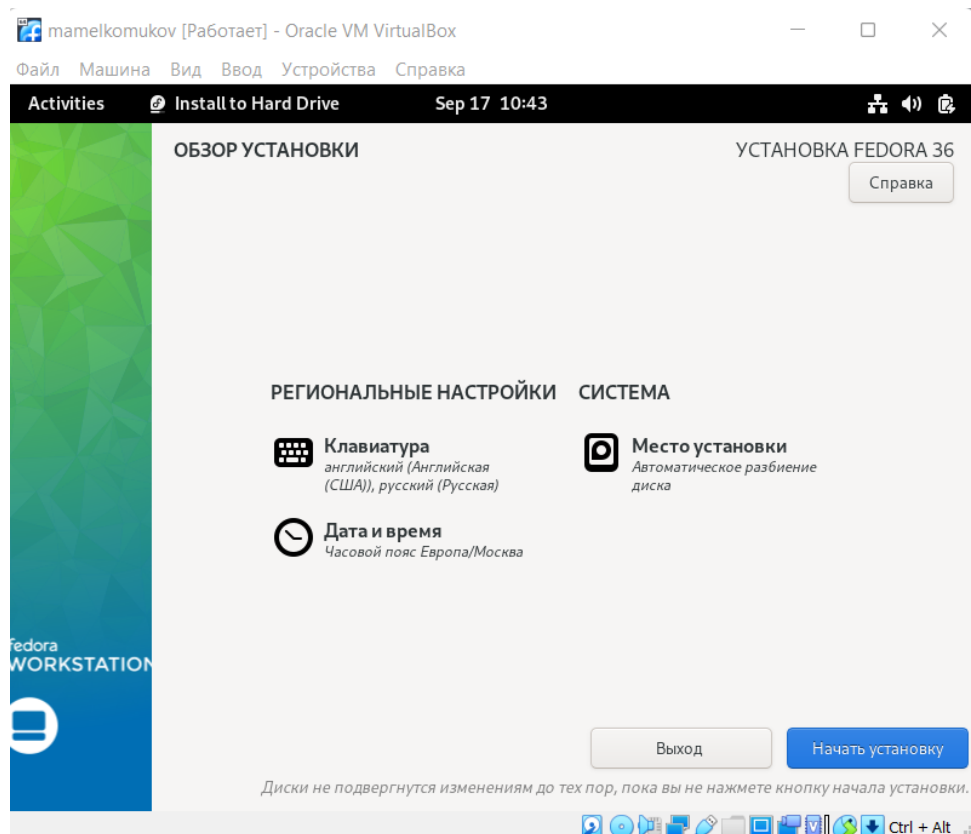 mamelkomukov [Работает] - Oracle VM VirtualBox
Файл Машина Вид Ввод Устройства Справка
Activities Install to Hard Drive Sep 17 10:43
ОБЗОР УСТАНОВКИ
УСТАНОВКА FEDORA 36
Справка
РЕГИОНАЛЬНЫЕ НАСТРОЙКИ
Клавиатура
английский (Английская
(США)), русский (Русская)
Дата и время
Часовой пояс Европа/Москва
СИСТЕМА
Место установки
Автоматическое разбиение
диска
fedora
WORKSTATION
Выход
Начать установку
Диски не подвергнутся изменениям до тех пор, пока вы не нажмете кнопку начала установки.
Ctrl + Alt